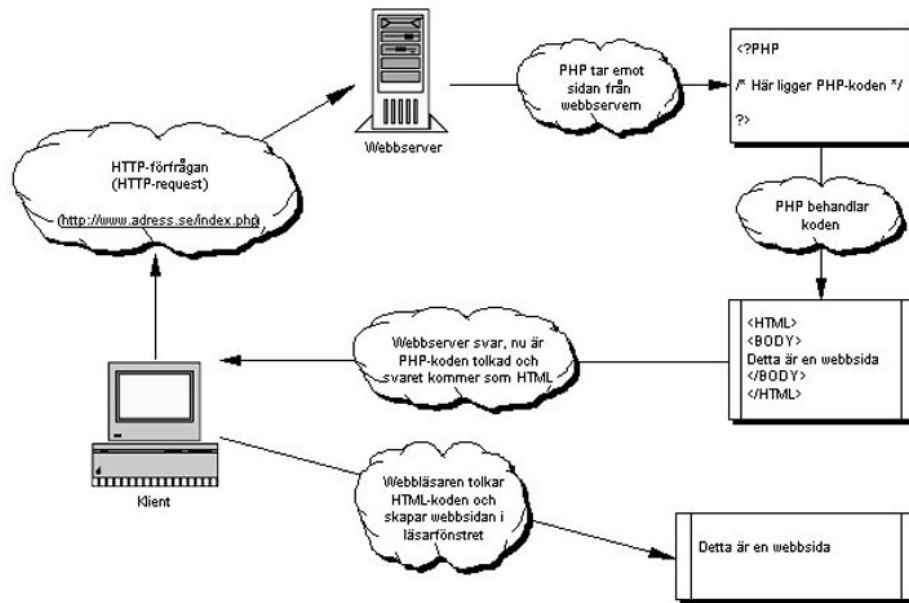 HTTP-förfrågan
(HTTP-request)
(http://www.adress.se/index.php)
Webbserver
PHP tar emot
sidan från
webbservern
<?PHP
/* Här ligger PHP-koden */
?>
PHP behandlar
koden
<HTML>
<BODY>
Detta är en webbsida
</BODY>
</HTML>
Webbserver svar, nu är
PHP-koden tolkad och
svaret kommer som HTML
Klient
Webbläsaren tolkar
HTML-koden och
skapar webbsidan i
läsarfönstret
Detta är en webbsida